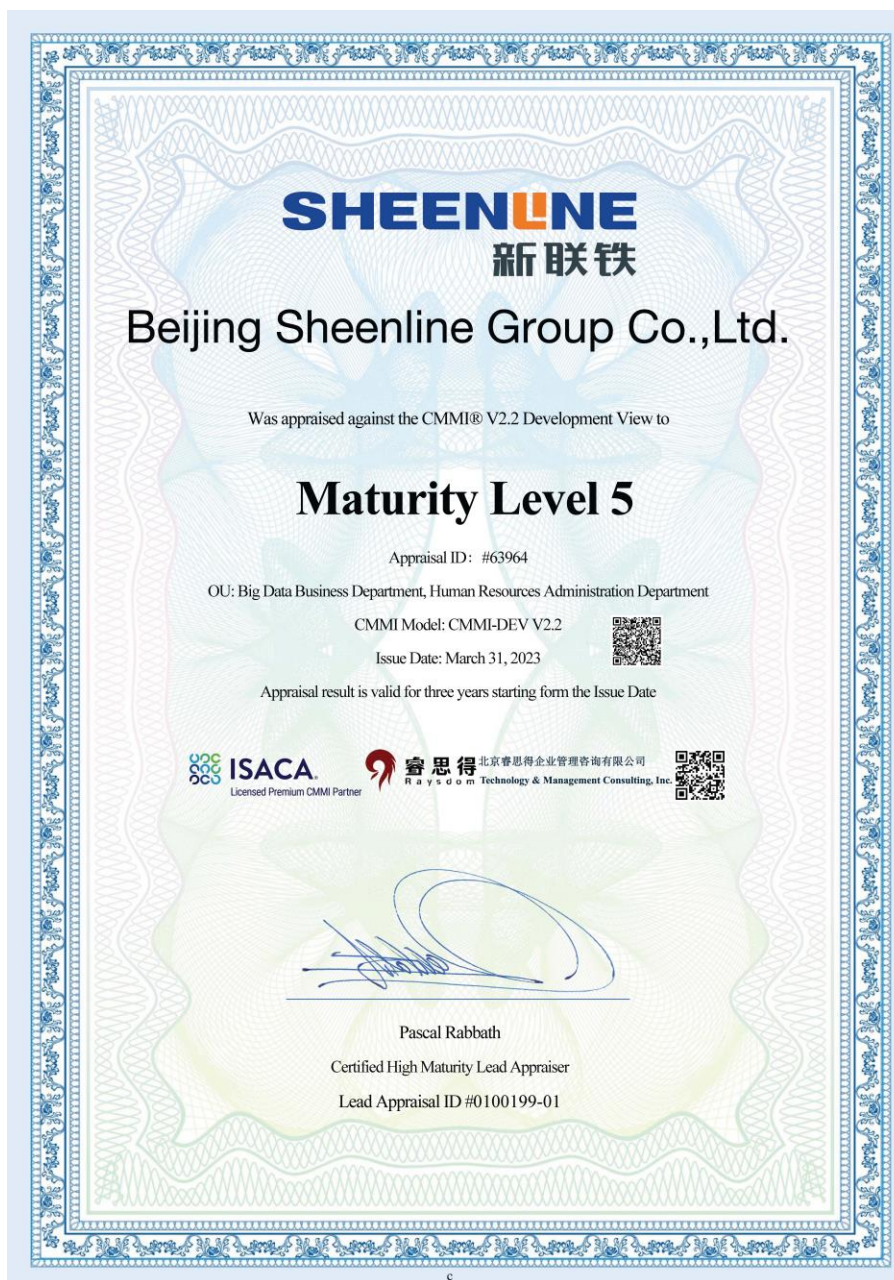 SHEENLINE
新联铁
Beijing Sheenline Group Co.,Ltd.
Was appraised against the CMMI® V2.2 Development View to
Maturity Level 5
Appraisal ID：#63964
OU: Big Data Business Department, Human Resources Administration Department
CMMI Model: CMMI-DEV V2.2
Issue Date: March 31, 2023
Appraisal result is valid for three years starting form the Issue Date
ISACA.
Licensed Premium CMMI Partner
睿思得
Raysdom
北京睿思得企业管理咨询有限公司
Technology & Management Consulting, Inc.
Pascal Rabbath
Certified High Maturity Lead Appraiser
Lead Appraisal ID #0100199-01
c